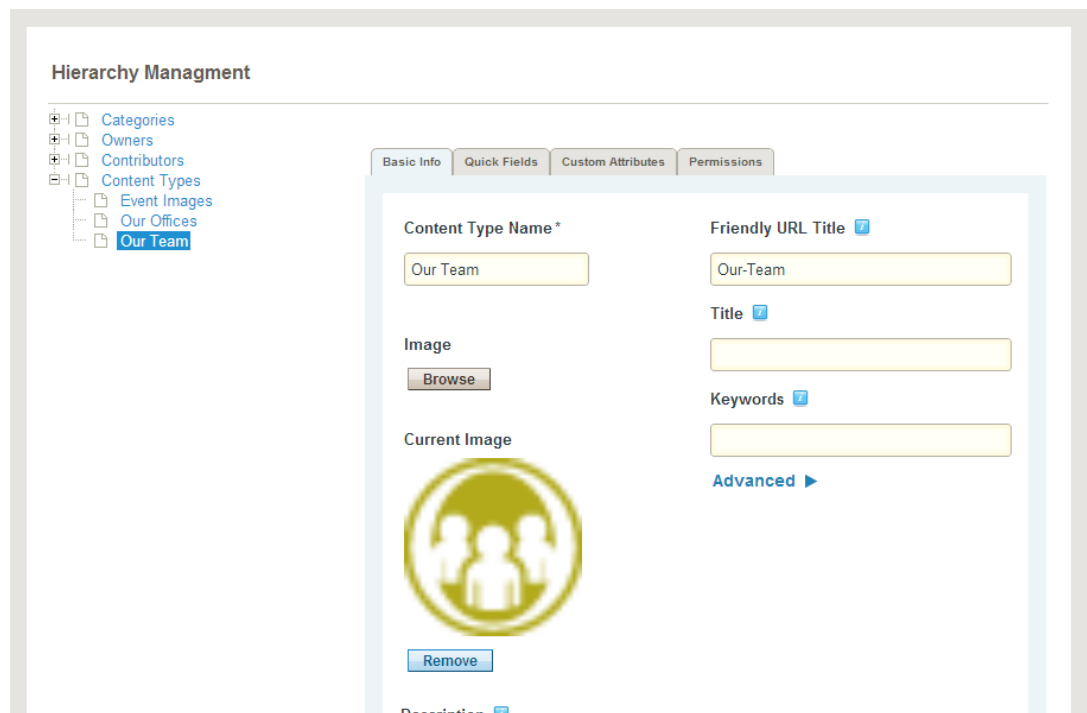 Hierarchy Managment
Categories
Owners
Contributors
Content Types
Event Images
Our Offices
Our Team
Basic Info Quick Fields Custom Attributes Permissions
Content Type Name*
Our Team
Image
Browse
Current Image
Remove
Description
Friendly URL Title
Our-Team
Title
Keywords
Advanced